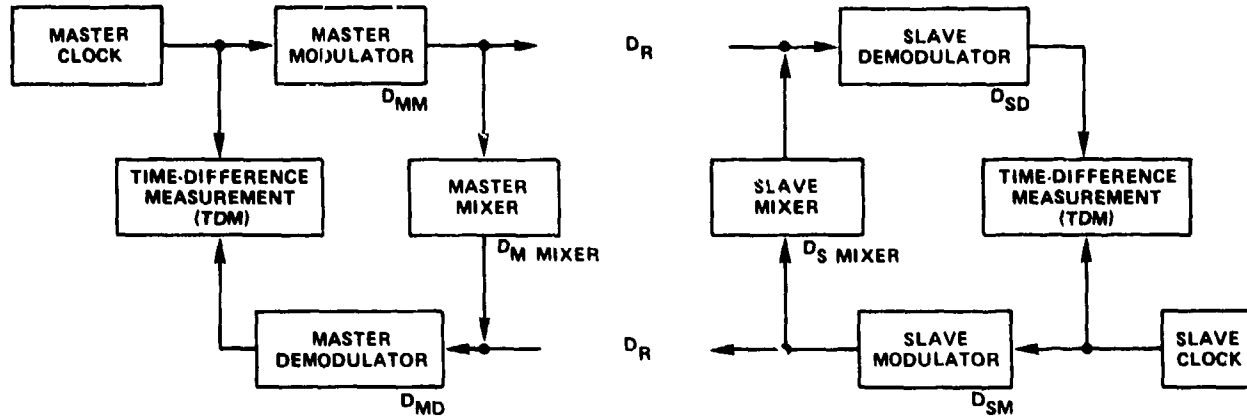 MASTER
CLOCK
MASTER
MODULATOR
D_MM
D_R
SLAVE
DEMODULATOR
D_SD
TIME-DIFFERENCE
MEASUREMENT
(TDM)
MASTER
MIXER
D_M MIXER
SLAVE
MIXER
D_S MIXER
TIME-DIFFERENCE
MEASUREMENT
(TDM)
MASTER
DEMODULATOR
D_MD
D_R
SLAVE
MODULATOR
D_SM
SLAVE
CLOCK